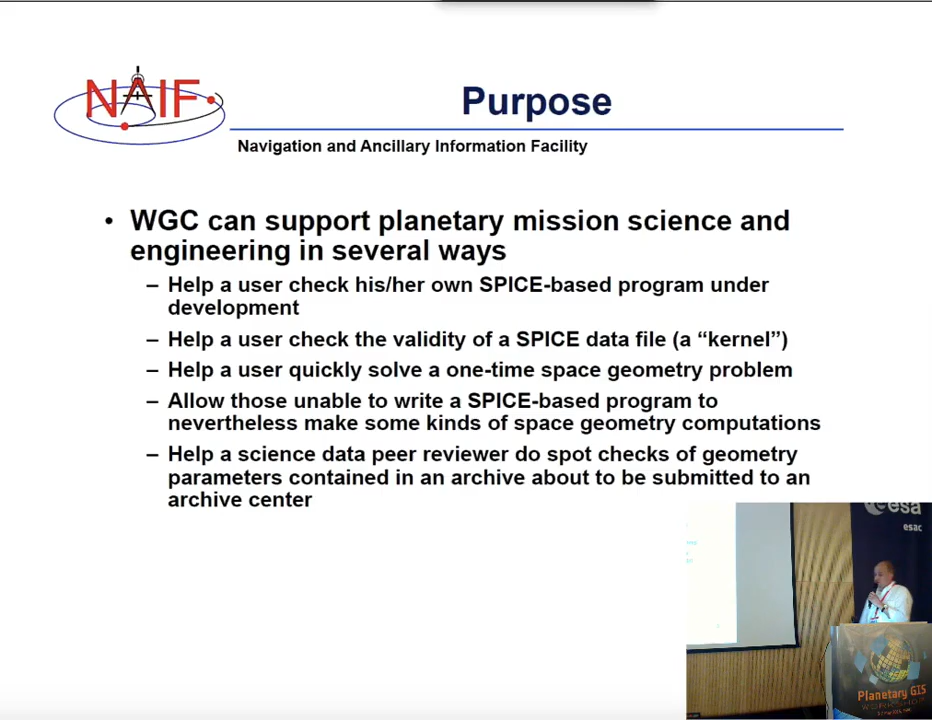 NAIF
Purpose
Navigation and Ancillary Information Facility
• WGC can support planetary mission science and
engineering in several ways
– Help a user check his/her own SPICE-based program under
development
– Help a user check the validity of a SPICE data file (a “kernel”)
– Help a user quickly solve a one-time space geometry problem
– Allow those unable to write a SPICE-based program to
nevertheless make some kinds of space geometry computations
– Help a science data peer reviewer do spot checks of geometry
parameters contained in an archive about to be submitted to an
archive center
esa
esac
Planetary GIS
WORKSHOP